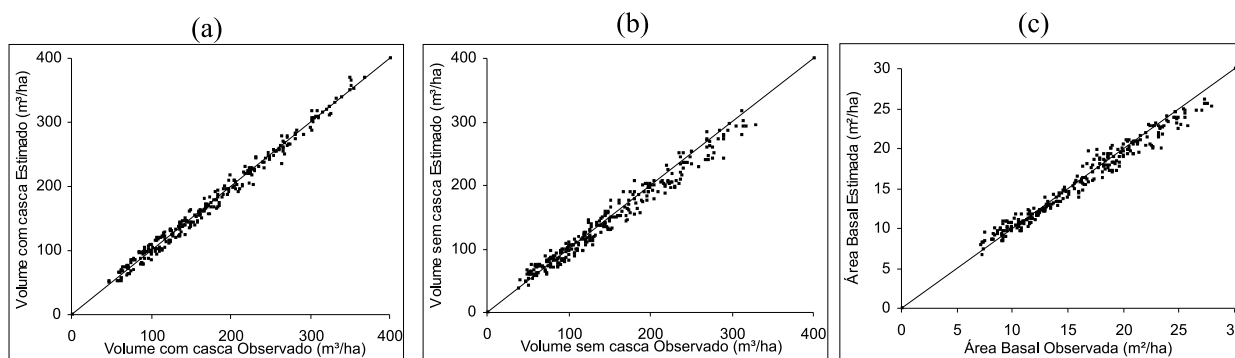 (a)
Volume com casca Estimado (m³/ha)
400
300
200
100
0
0 100 200 300 400
Volume com casca Observado (m³/ha)
(b)
Volume sem casca Estimado (m³/ha)
400
300
200
100
0
0 100 200 300 400
Volume sem casca Observado (m³/ha)
(c)
Área Basal Estimada (m²/ha)
30
25
20
15
10
5
0
0 5 10 15 20 25 30
Área Basal Observada (m²/ha)